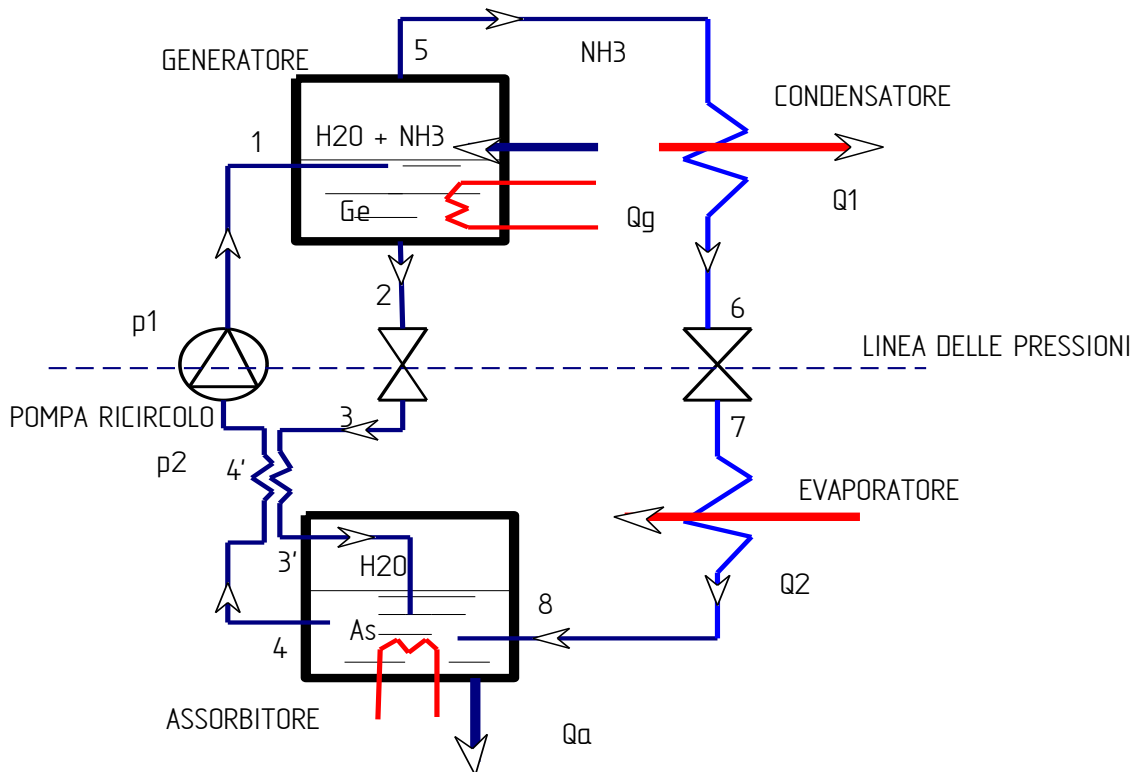 5
NH3
GENERATORE
CONDENSATORE
1
H2O + NH3
Q1
Ge
Qg
2
6
p1
LINEA DELLE PRESSIONI
POMPA RICIRCOLO
3
7
p2
4'
EVAPORATORE
3'
H2O
Q2
8
4
As
ASSORBITORE
Qa